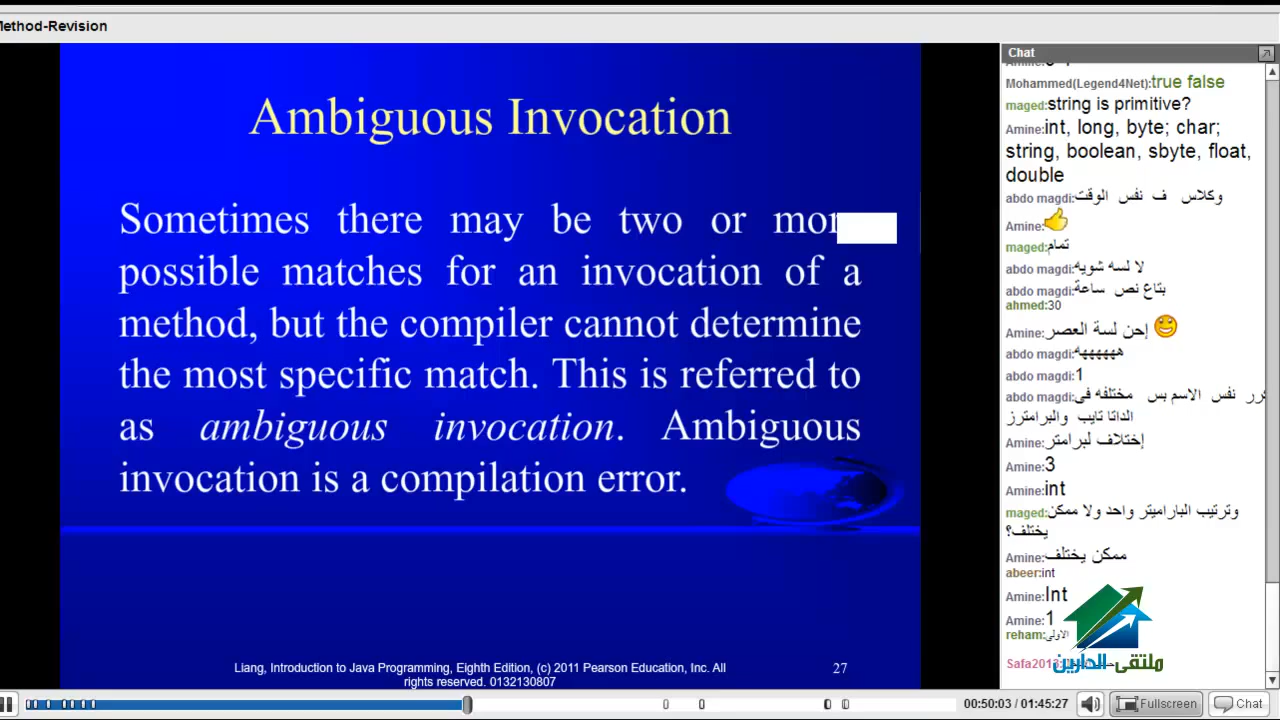 Method-Revision
Ambiguous Invocation
Sometimes there may be two or
possible matches for an invocation of a
method, but the compiler cannot determine
the most specific match. This is referred to
as ambiguous invocation. Ambiguous
invocation is a compilation error.
Liang, Introduction to Java Programming, Eighth Edition, (c) 2011 Pearson Education, Inc. All
rights reserved. 0132130807
27
Chat
Mohammed(Legend4Net): true false
maged: string is primitive?
Amine: int, long, byte; char;
string, boolean, sbyte, float,
double
abdo magdi: وكلاس ف نفس الوقت
Amine:
maged: تمام
abdo magdi: لا لسه شويه
abdo magdi: بتاع نص ساعة
ahmed: 30
Amine: إحن لسة العصر
abdo magdi: هههههه
abdo magdi: 1
abdo magdi: نفس الاسم بس مختلفه فى
الداتا تايب والبرامترز
Amine: إختلاف لبرامتر
Amine: 3
Amine: int
maged: وترتيب الباراميتر واحد ولا ممكن
يختلف؟
Amine: ممكن يختلف
abeer: int
Amine: Int
Amine: 1
reham: الاولى
ملتقى الدارين
00:50:03 / 01:45:27
Fullscreen
Chat